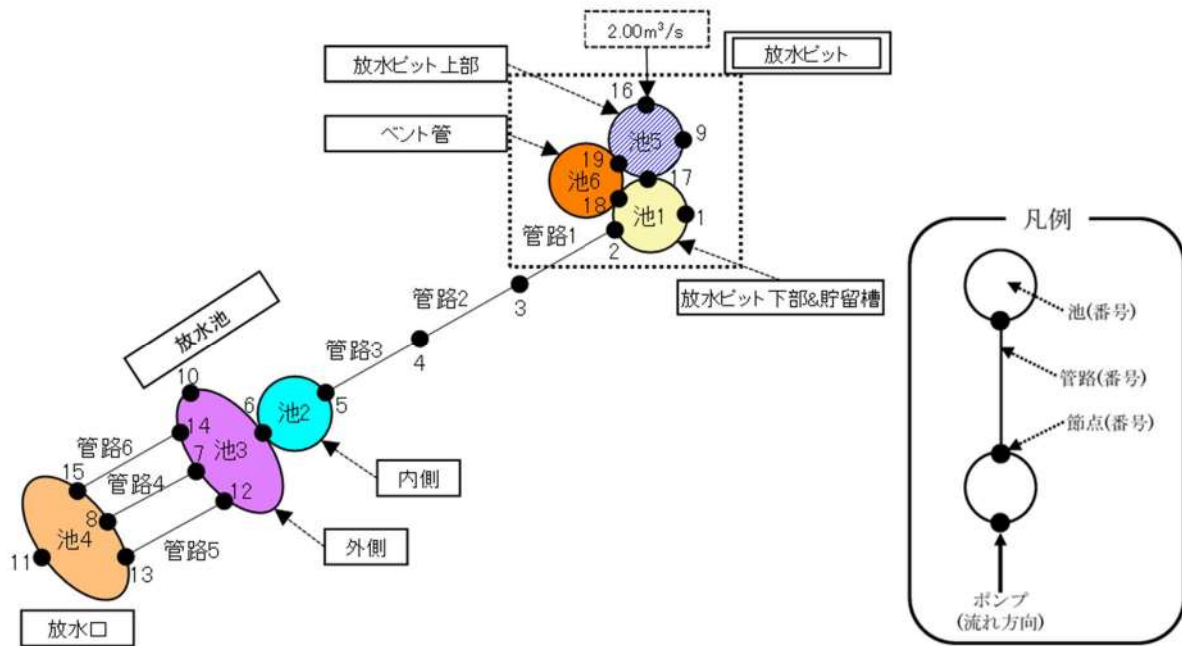 2.00m³/s
放水ピット
放水ピット上部
16
池5
9
ベント管
19
17
池6
18
池1
1
管路1
2
凡例
放水ピット下部&貯留槽
3
管路2
池(番号)
放水池
管路3
4
管路(番号)
10
6
池2
5
14
池3
節点(番号)
管路6
7
15
管路4
12
内側
8
池4
管路5
外側
11
13
ポンプ
(流れ方向)
放水口